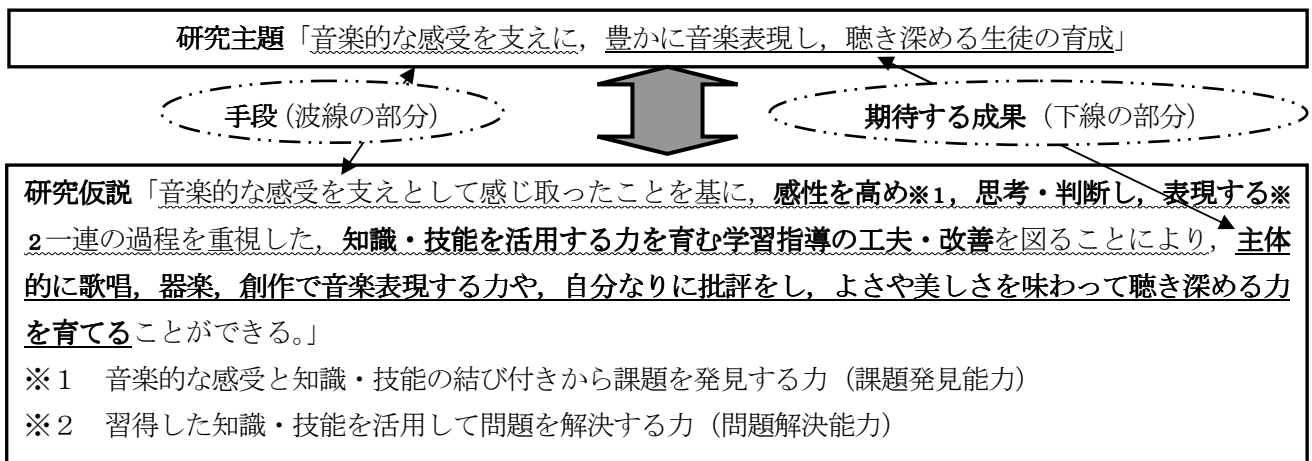 研究主題「音楽的な感受を支えに，豊かに音楽表現し，聴き深める生徒の育成」
手段（波線の部分）
期待する成果（下線の部分）
研究仮説「音楽的な感受を支えとして感じ取ったことを基に，感性を高め※1，思考・判断し，表現する※
2一連の過程を重視した，知識・技能を活用する力を育む学習指導の工夫・改善を図ることにより，主体
的に歌唱，器楽，創作で音楽表現する力や，自分なりに批評をし，よさや美しさを味わって聴き深める力
を育てることができる。」
※１　音楽的な感受と知識・技能の結び付きから課題を発見する力（課題発見能力）
※２　習得した知識・技能を活用して問題を解決する力（問題解決能力）